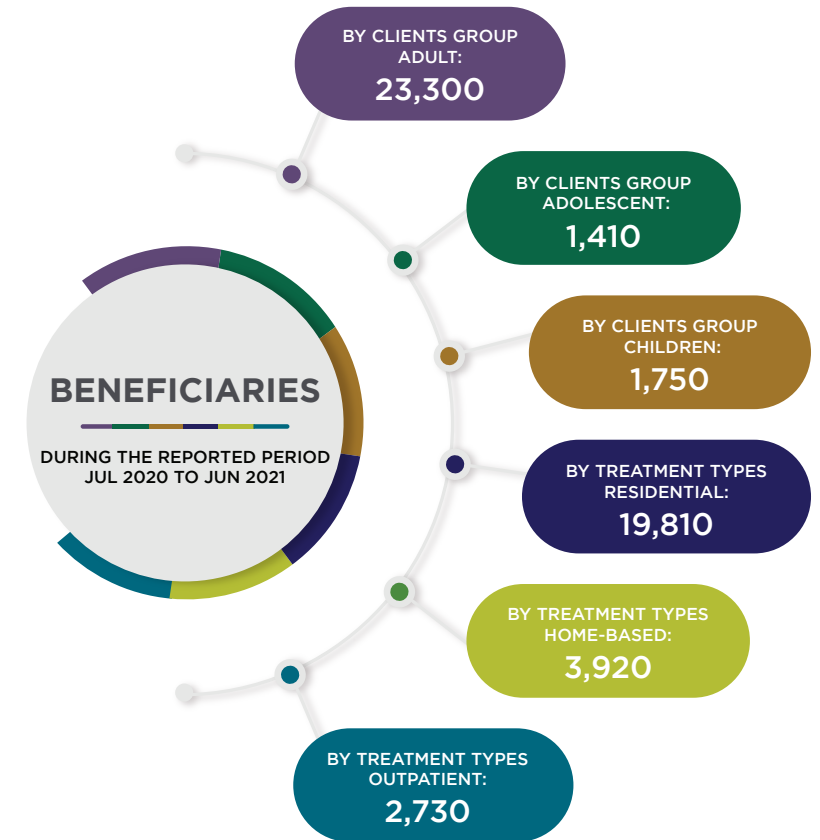 BENEFICIARIES
DURING THE REPORTED PERIOD
JUL 2020 TO JUN 2021
BY CLIENTS GROUP
ADULT:
23,300
BY CLIENTS GROUP
ADOLESCENT:
1,410
BY CLIENTS GROUP
CHILDREN:
1,750
BY TREATMENT TYPES
RESIDENTIAL:
19,810
BY TREATMENT TYPES
HOME-BASED:
3,920
BY TREATMENT TYPES
OUTPATIENT:
2,730